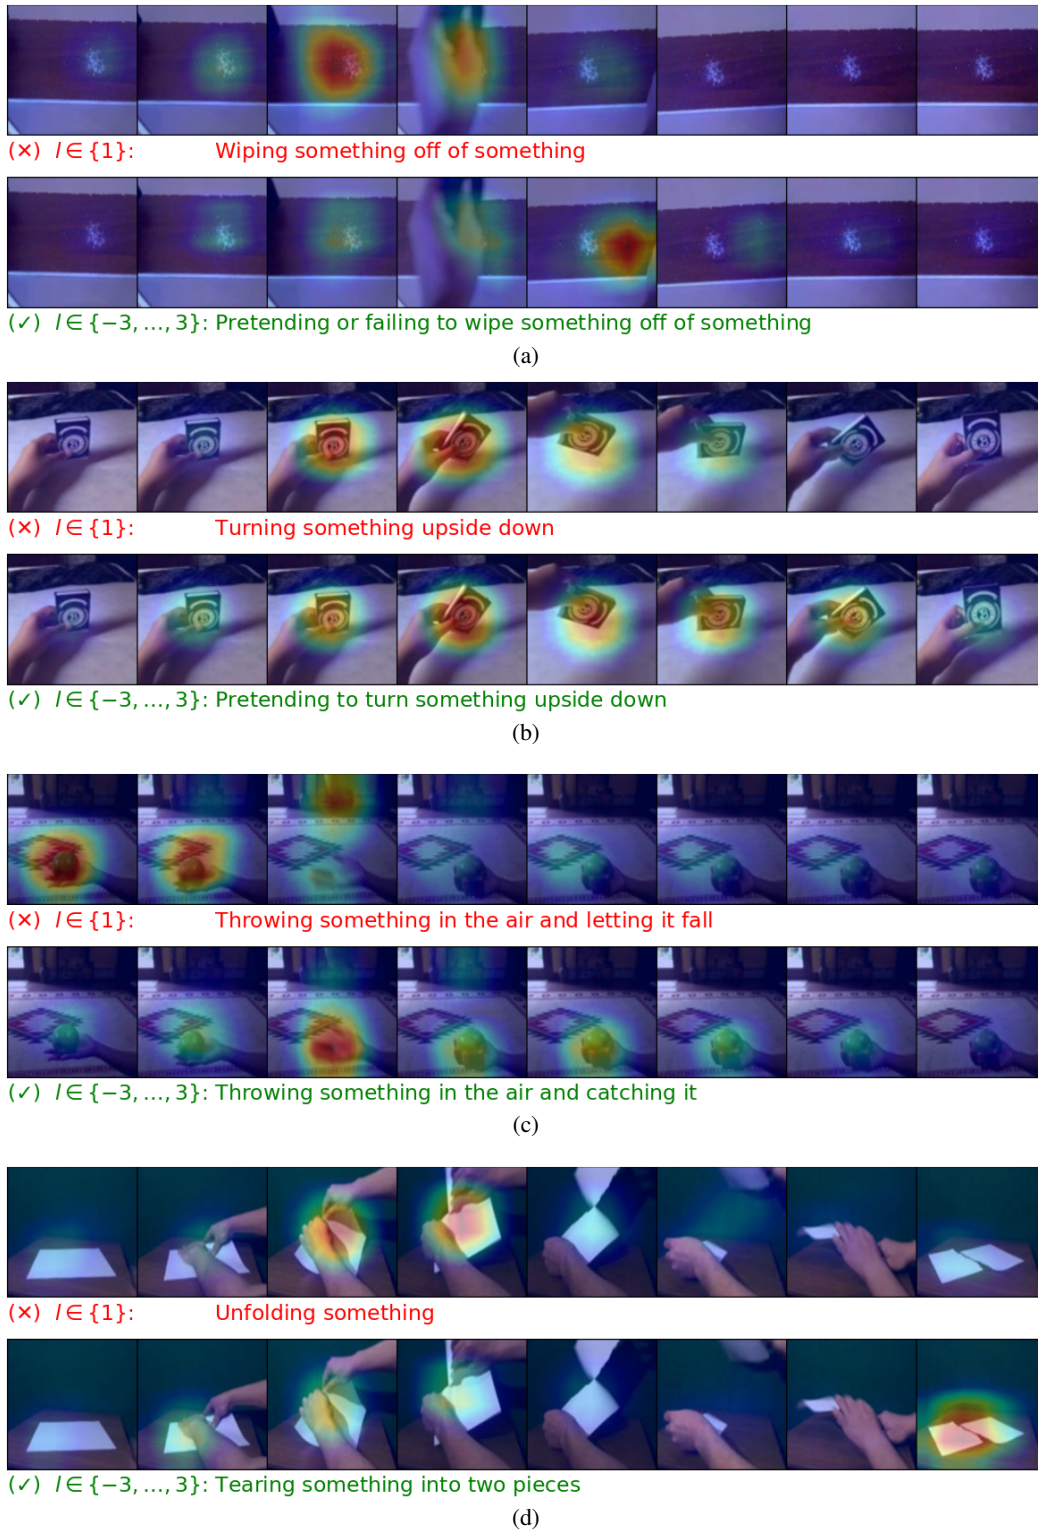 (✕) l ∈ {1}: Wiping something off of something
(✓) l ∈ {−3, ..., 3}: Pretending or failing to wipe something off of something
(a)
(✕) l ∈ {1}: Turning something upside down
(✓) l ∈ {−3, ..., 3}: Pretending to turn something upside down
(b)
(✕) l ∈ {1}: Throwing something in the air and letting it fall
(✓) l ∈ {−3, ..., 3}: Throwing something in the air and catching it
(c)
(✕) l ∈ {1}: Unfolding something
(✓) l ∈ {−3, ..., 3}: Tearing something into two pieces
(d)